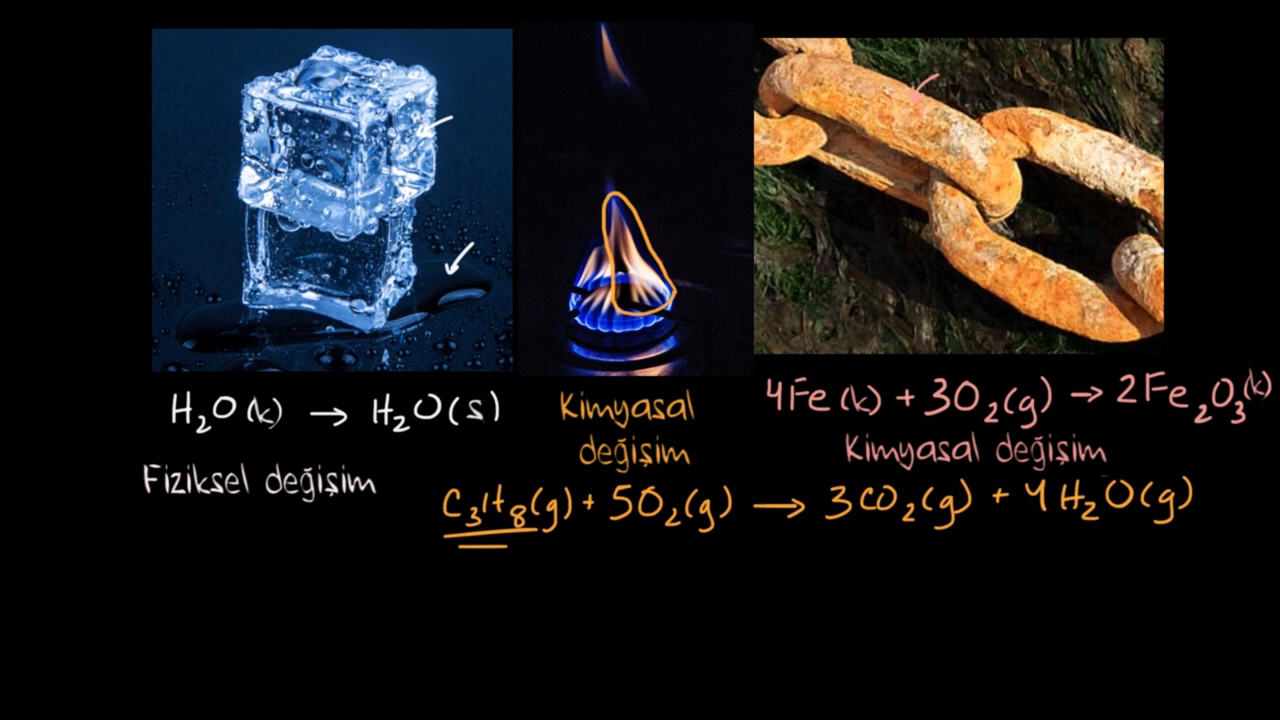 H₂O(k) → H₂O(s)
Fiziksel değişim
Kimyasal
değişim
C₃H₈(g) + 5O₂(g) → 3CO₂(g) + 4H₂O(g)
4Fe(k) + 3O₂(g) → 2Fe₂O₃(k)
Kimyasal değişim